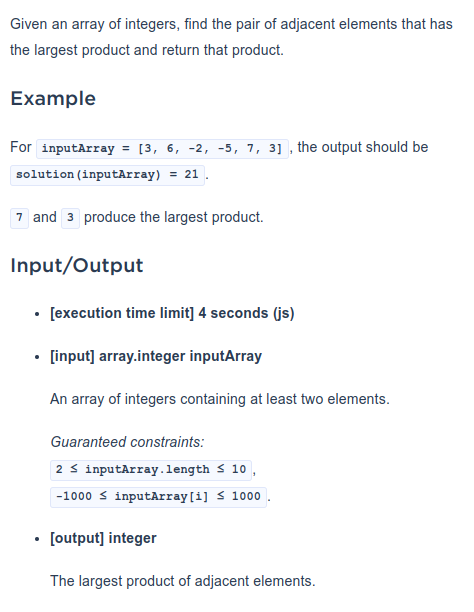 Given an array of integers, find the pair of adjacent elements that has
the largest product and return that product.
Example
For inputArray = [3, 6, -2, -5, 7, 3] , the output should be
solution(inputArray) = 21 .
7 and 3 produce the largest product.
Input/Output
• [execution time limit] 4 seconds (js)
• [input] array.integer inputArray
An array of integers containing at least two elements.
Guaranteed constraints:
2 ≤ inputArray.length ≤ 10 ,
-1000 ≤ inputArray[i] ≤ 1000 .
• [output] integer
The largest product of adjacent elements.